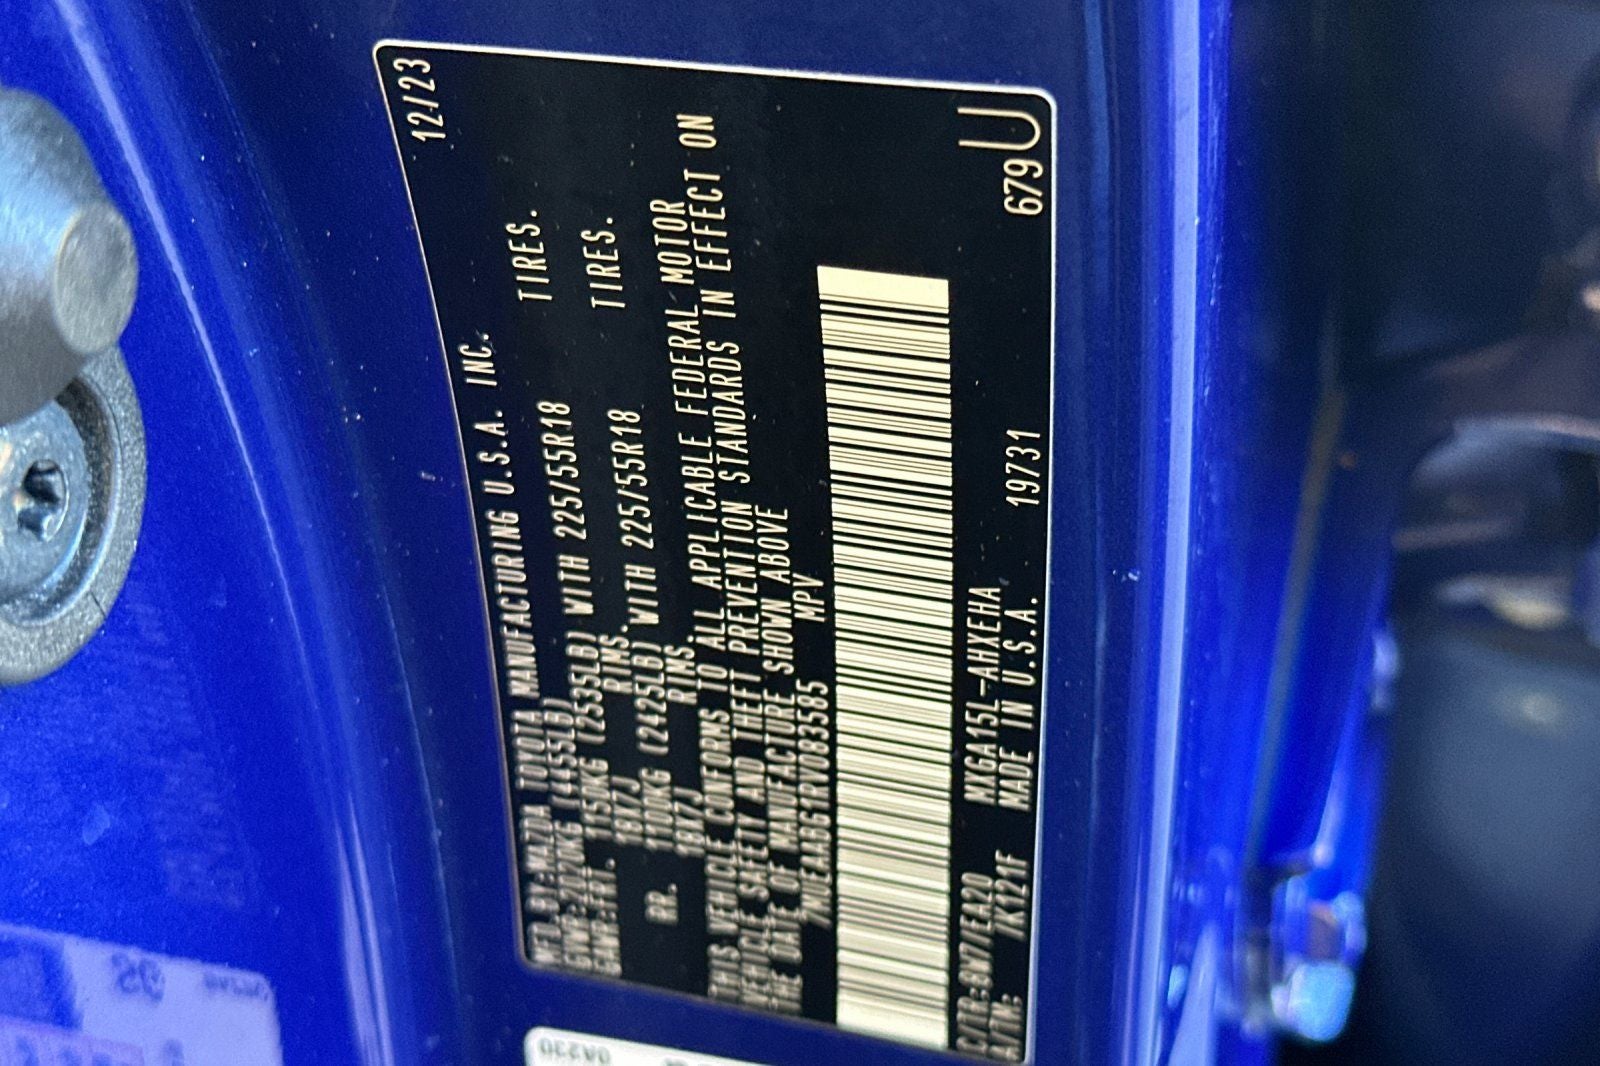 MFD.BY:MAZDA TOYOTA MANUFACTURING U.S.A. INC. 12/23
GVWR:2020KG (4455LB)
GAWR:FRT. 1150KG (2535LB) WITH 225/55R18 TIRES.
18X7J RIMS.
RR. 1100KG (2425LB) WITH 225/55R18 TIRES.
18X7J RIMS.
THIS VEHICLE CONFORMS TO ALL APPLICABLE FEDERAL MOTOR
VEHICLE SAFETY AND THEFT PREVENTION STANDARDS IN EFFECT ON
THE DATE OF MANUFACTURE SHOWN ABOVE
7MUEAABG1RV083585 MPV
C/TR:8W7/EA20 MXGA15L-AHXEHA
A/TM: /K121F MADE IN U.S.A. 19731 679 U
0A230